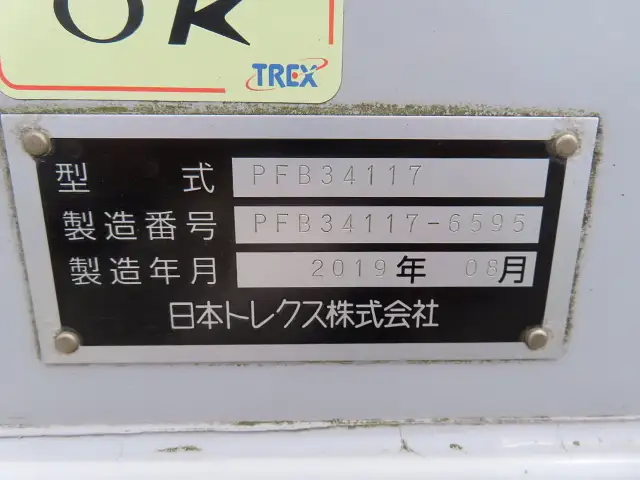 OK
TREX
型式 PFB34117
製造番号 PFB34117-6595
製造年月 2019年 08月
日本トレクス株式会社